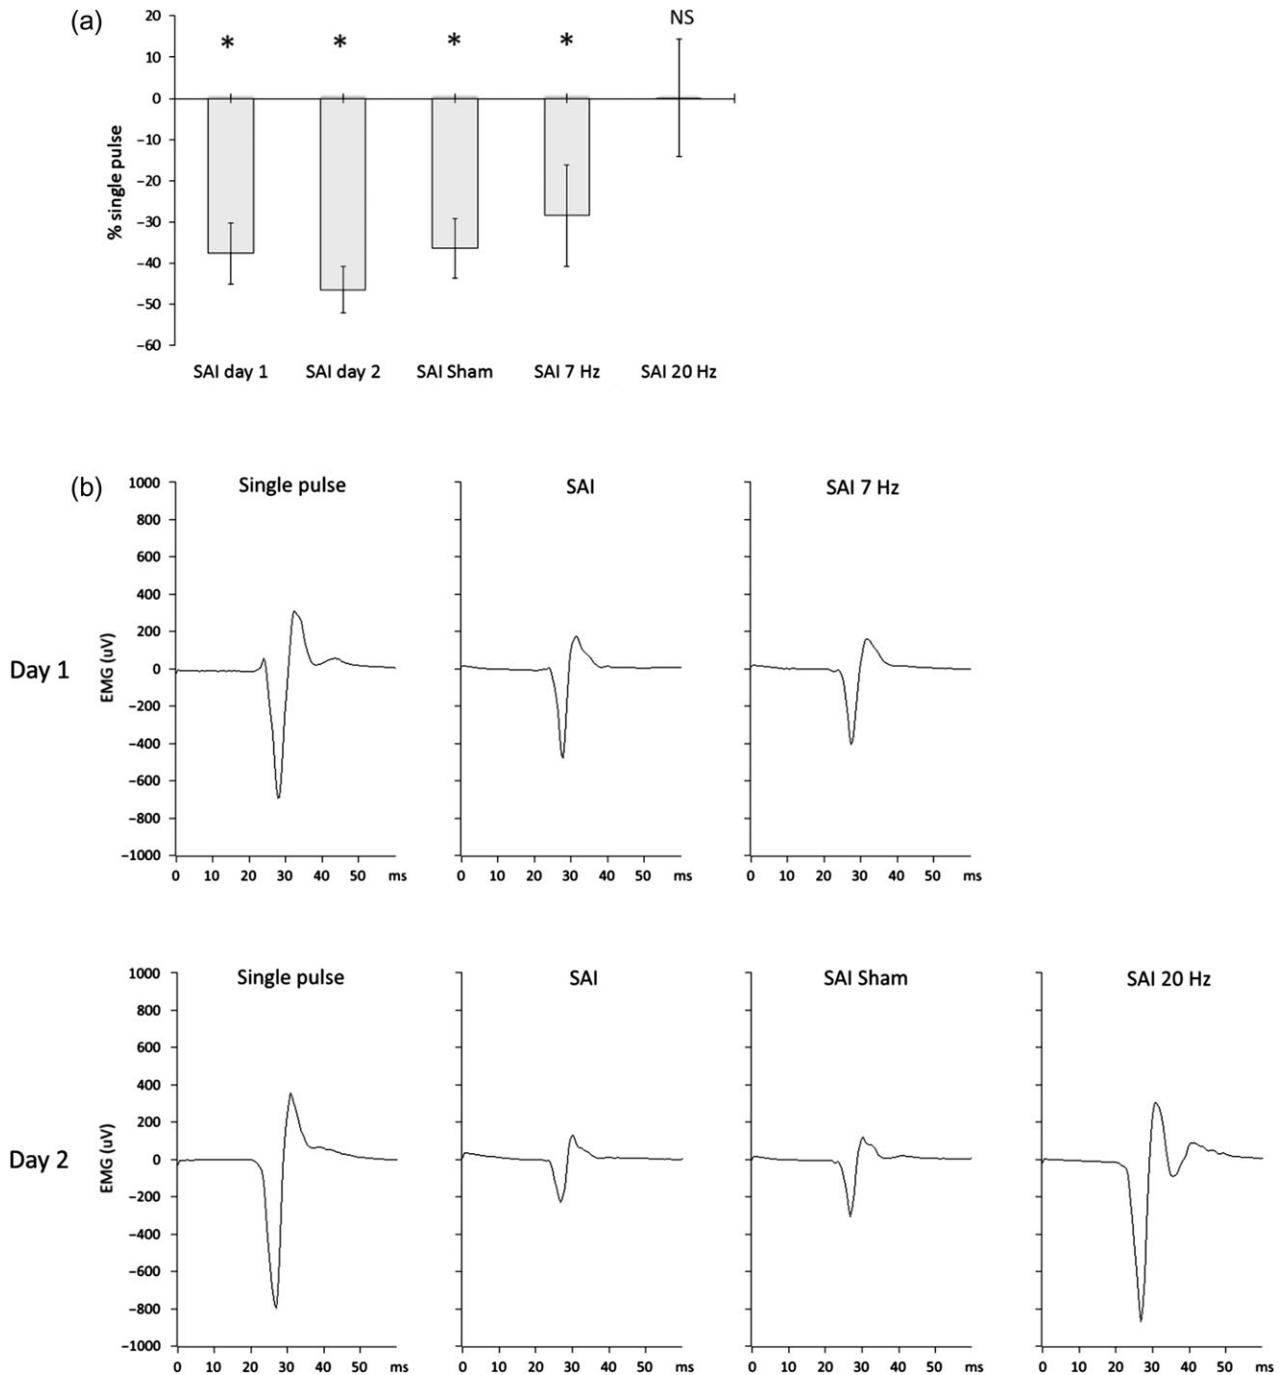 (a)
20
NS
* * * *
10
0
−10
−20
−30
−40
−50
−60
% single pulse
SAI day 1 SAI day 2 SAI Sham SAI 7 Hz SAI 20 Hz
(b)
Single pulse SAI SAI 7 Hz
1000
800
600
400
200
0
−200
−400
−600
−800
−1000
Day 1
EMG (uV)
0 10 20 30 40 50 ms 0 10 20 30 40 50 ms 0 10 20 30 40 50 ms
Single pulse SAI SAI Sham SAI 20 Hz
1000
800
600
400
200
0
−200
−400
−600
−800
−1000
Day 2
EMG (uV)
0 10 20 30 40 50 ms 0 10 20 30 40 50 ms 0 10 20 30 40 50 ms 0 10 20 30 40 50 ms